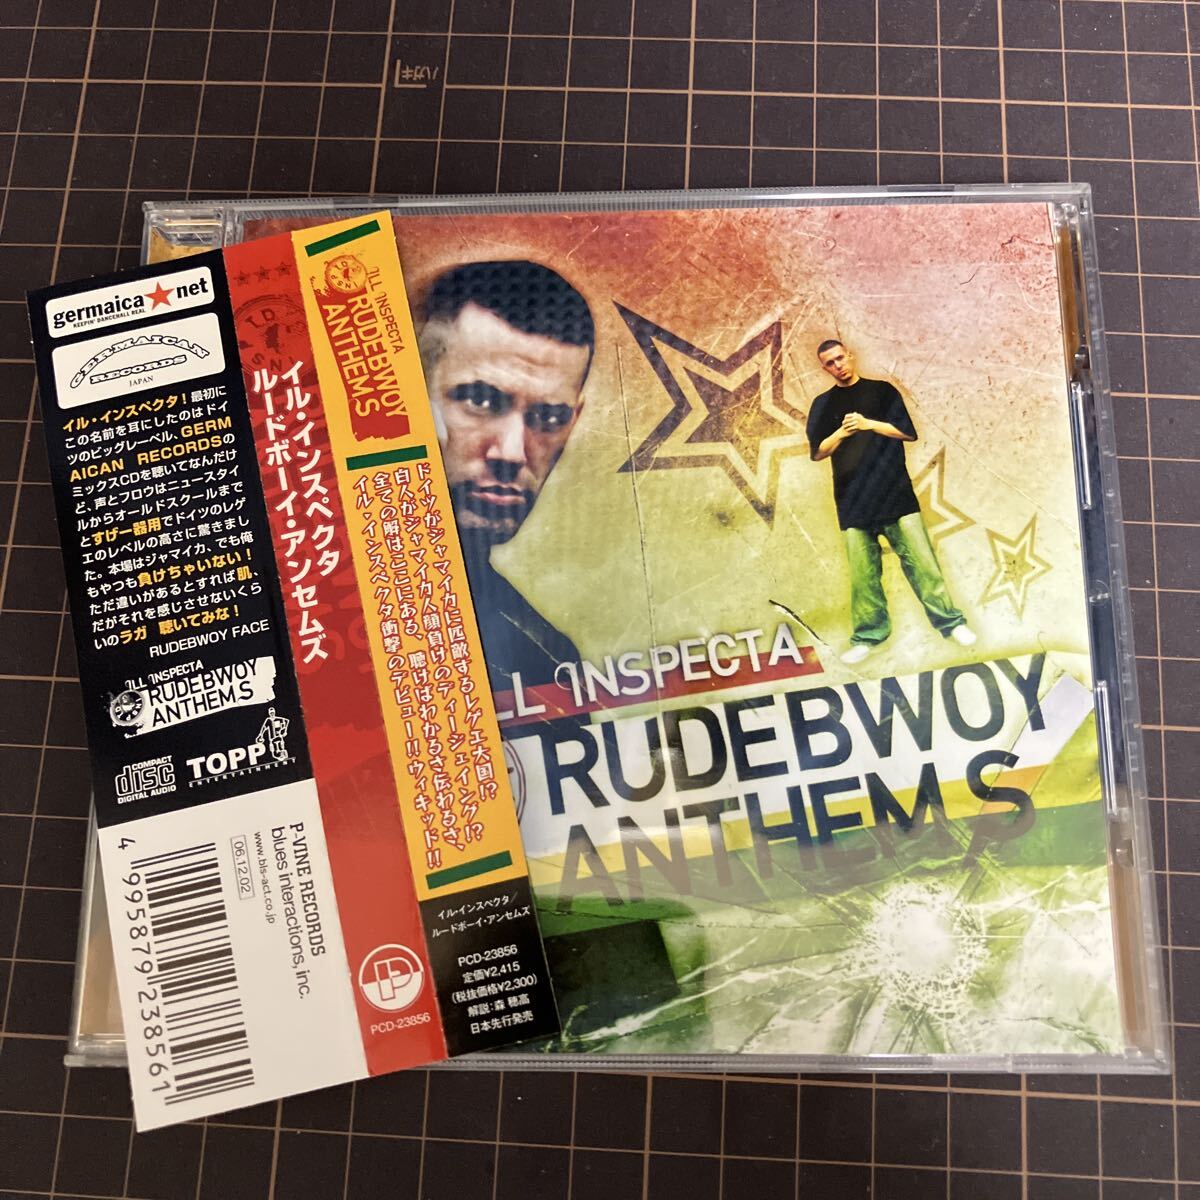 germaica net
KEEPIN' DANCEHALL REAL
GERMAICAN
RECORDS
JAPAN
イル・インスペクタ！最初に
この名前を耳にしたのはドイ
ツのビッグレーベル、GERM
AICAN RECORDSの
ミックスCDを聴いてなんだけ
ど、声とフロウはニュースタイ
ルからオールドスクールまで
とすげー器用でドイツのレゲ
エのレベルの高さに驚きまし
た。本場はジャマイカ、でも俺
もやつも負けちゃいない！
ただ違いがあるとすれば肌、
だがそれを感じさせないくら
いのラガ 聴いてみな！
RUDEBWOY FACE
ILL INSPECTA
RUDEBWOY
ANTHEMS
COMPACT
disc
DIGITAL AUDIO
TOPP
ENTERTAINMENT
P-VINE RECORDS
blues interactions, inc.
www.bls-act.co.jp
06.12.02
4 995879 238561
イル・インスペクタ
ルードボーイ・アンセムズ
PCD-23856
ILL INSPECTA
RUDEBWOY
ANTHEMS
ドイツがジャマイカに匹敵するレゲエ大国!?
白人がジャマイカ人顔負けのディージェイング!?
全ての解はここにある、聴けばわかるさ伝わるさ、
イル・インスペクタ衝撃のデビュー!!ウィキッド!!
イル・インスペクタ/
ルードボーイ・アンセムズ
PCD-23856
定価¥2,415
(税抜価格¥2,300)
解説：森 穂高
日本先行発売
ILL INSPECTA
RUDEBWOY
ANTHEMS
ハガキ